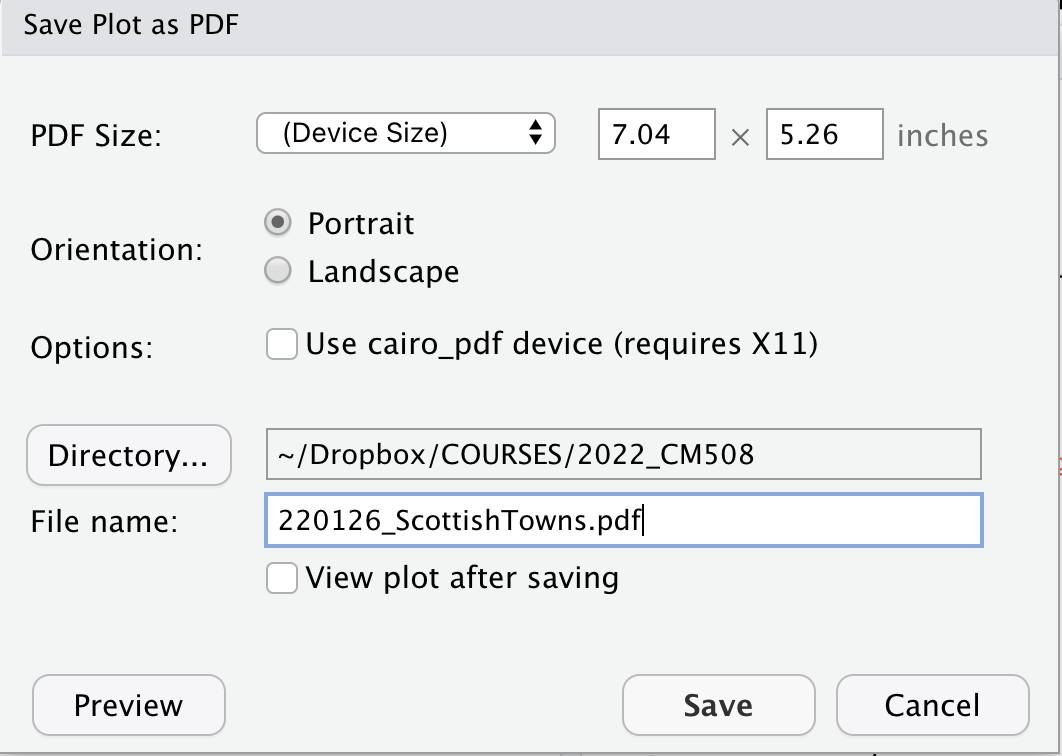 Save Plot as PDF
PDF Size: (Device Size) 7.04 × 5.26 inches
Orientation: Portrait
Landscape
Options: Use cairo_pdf device (requires X11)
Directory... ~/Dropbox/COURSES/2022_CM508
File name: 220126_ScottishTowns.pdf
View plot after saving
Preview Save Cancel